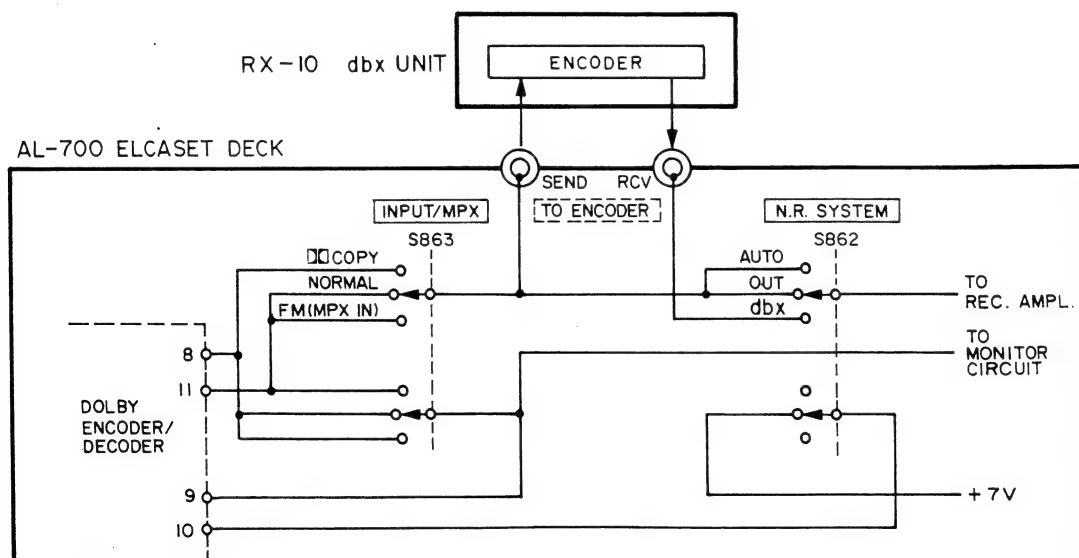 RX-10 dbx UNIT
ENCODER
AL-700 ELCASET DECK
SEND RCV
INPUT/MPX
TO ENCODER
N.R. SYSTEM
S863
S862
COPY
AUTO
NORMAL
OUT
TO
REC. AMPL.
FM(MPX IN)
dbx
TO
MONITOR
CIRCUIT
8
11
DOLBY
ENCODER/
DECODER
9
+7V
10